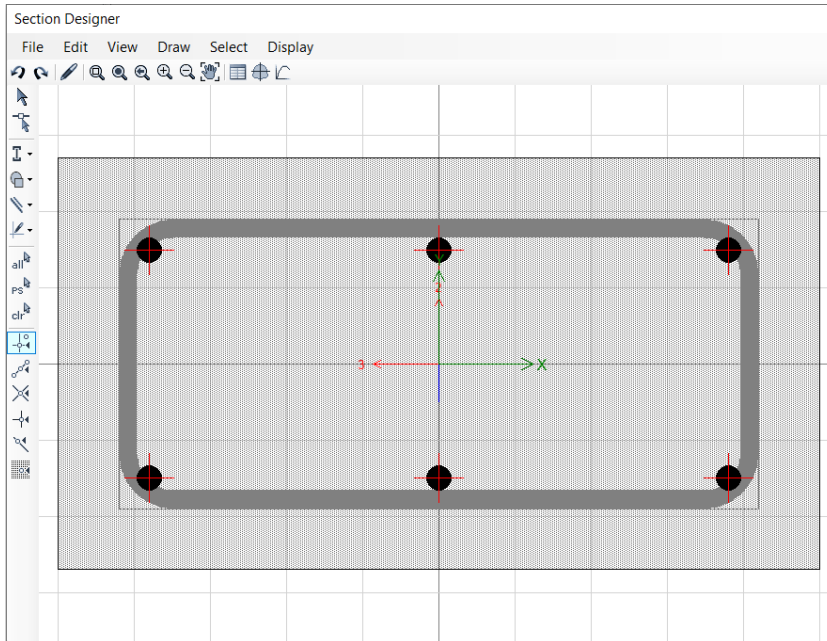 Section Designer
File Edit View Draw Select Display
all
ps
clr
Y
2
3
X